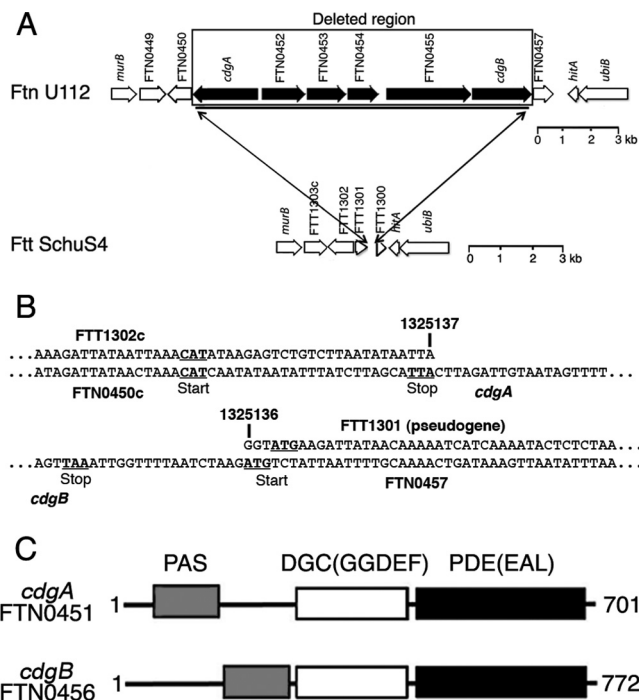 A
Deleted region
murB FTN0449 FTN0450 cdgA FTN0452 FTN0453 FTN0454 FTN0455 cdgB FTN0457 hitA ubiB
Ftn U112
0 1 2 3 kb
murB FTT1303c FTT1302 FTT1301 FTT1300 hitA ubiB
Ftt SchuS4
0 1 2 3 kb
B
1325137
FTT1302c
...AAAGATTATAATTAAACATATAAGAGTCTGTCTTAATATAATTA
...ATAGATTATAACTAAACATCAATATAATATTTATCTTAGCATTACTTAGATTGTAATAGTTTT...
FTN0450c Start Stop cdgA
1325136
FTT1301 (pseudogene)
GGTATGAAGATTATAACAAAAATCATCAAAATACTCTCTAA...
...AGTTAAATTGGTTTTAATCTAAGATGTCTATTAATTTTGCAAAACTGATAAAGTTAATATTTAA...
Stop Start FTN0457
cdgB
C
PAS DGC(GGDEF) PDE(EAL)
cdgA
FTN0451 1 701
cdgB
FTN0456 1 772